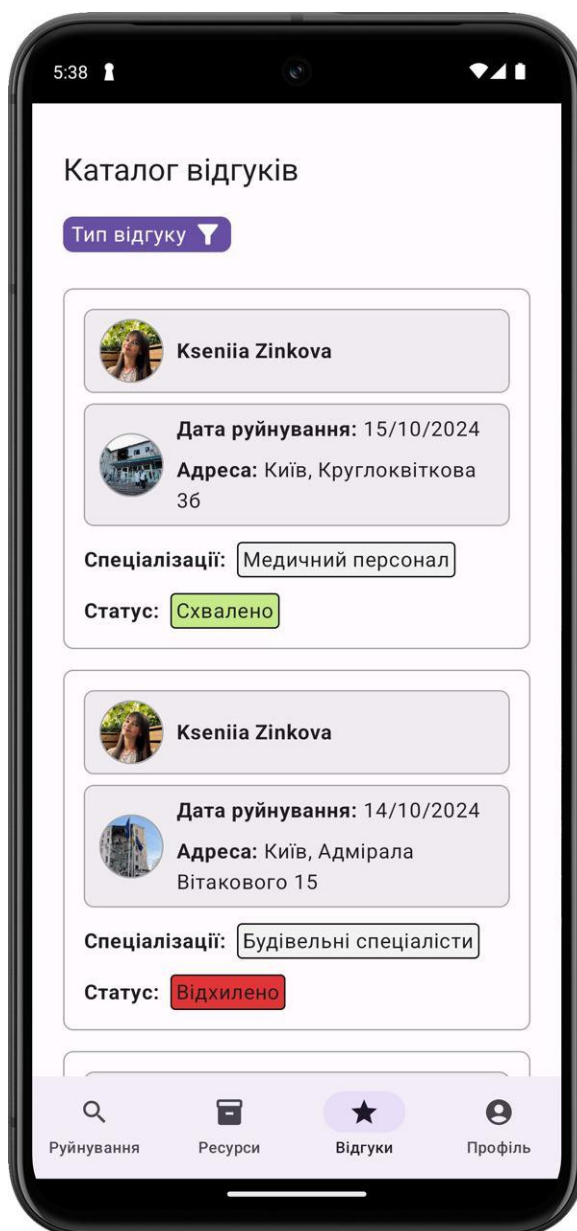 5:38
Каталог відгуків
Тип відгуку
Kseniia Zinkova
Дата руйнування: 15/10/2024
Адреса: Київ, Круглоквіткова
3б
Спеціалізації: Медичний персонал
Статус: Схвалено
Kseniia Zinkova
Дата руйнування: 14/10/2024
Адреса: Київ, Адмірала
Вітакового 15
Спеціалізації: Будівельні спеціалісти
Статус: Відхилено
Руйнування
Ресурси
Відгуки
Профіль